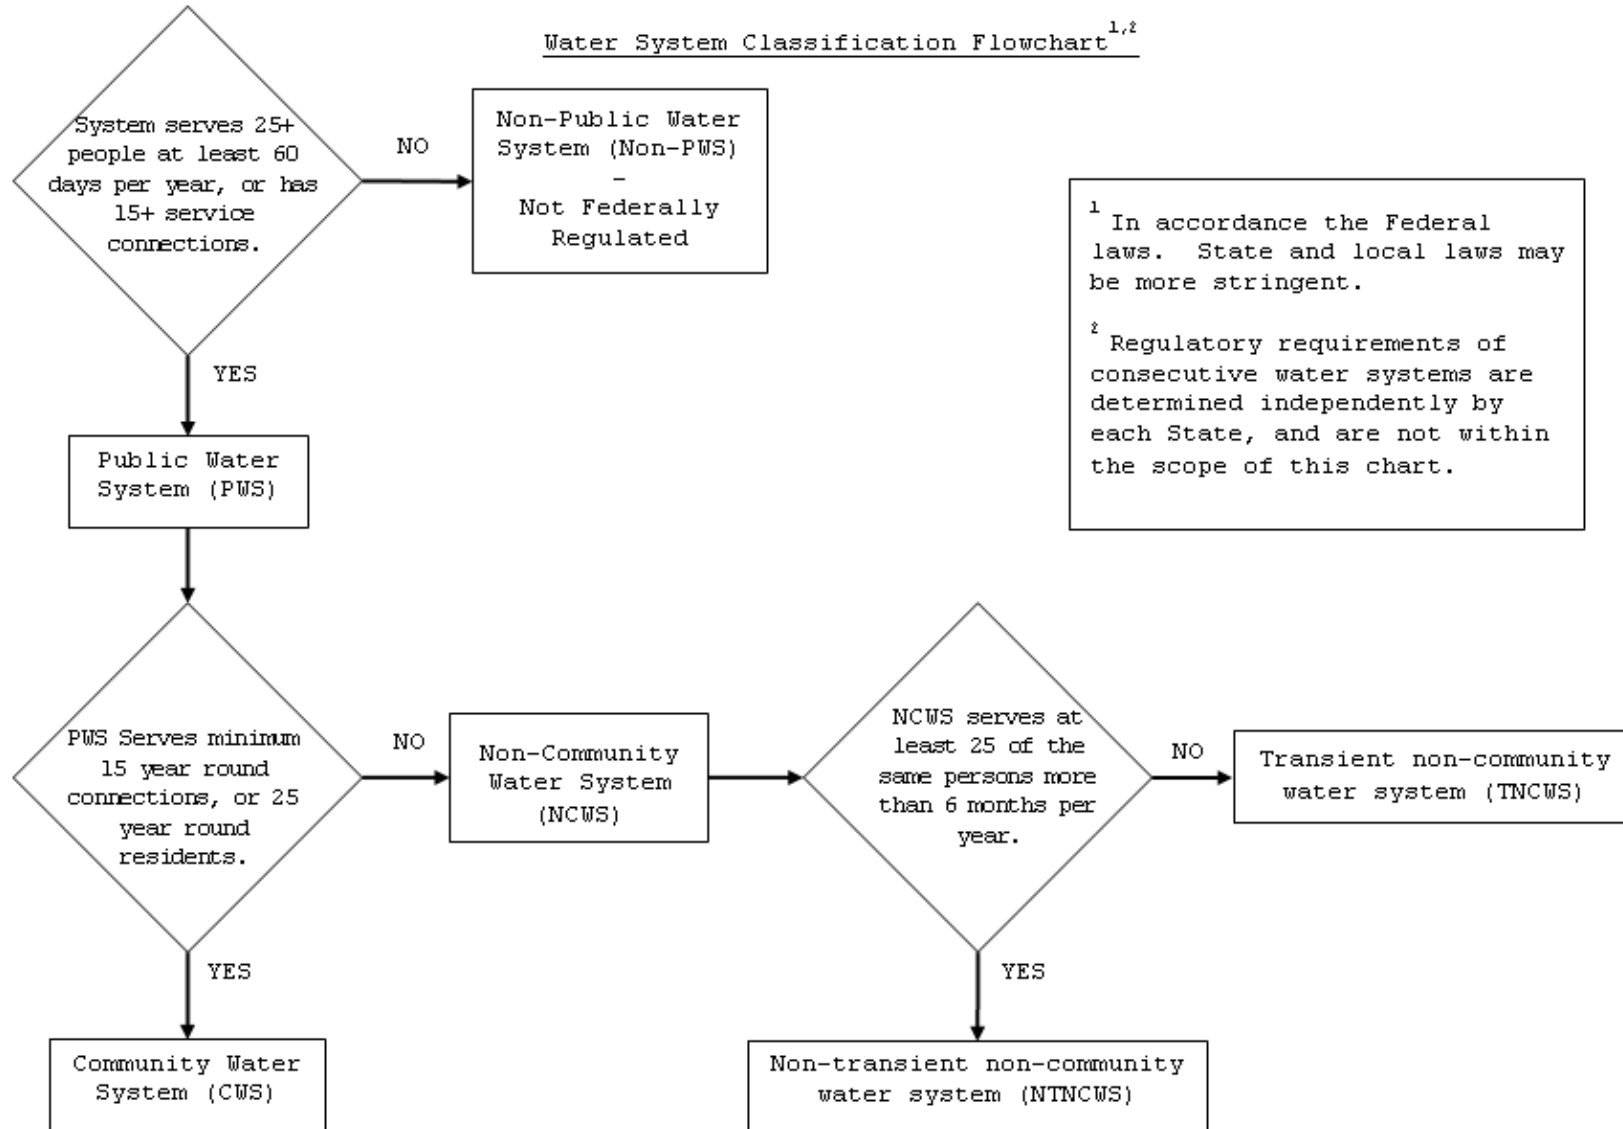 Water System Classification Flowchart 1,2
System serves 25+
people at least 60
days per year, or has
15+ service
connections.
NO
Non-Public Water
System (Non-PWS)
–
Not Federally
Regulated
1 In accordance the Federal
laws. State and local laws may
be more stringent.
2 Regulatory requirements of
consecutive water systems are
determined independently by
each State, and are not within
the scope of this chart.
YES
Public Water
System (PWS)
PWS Serves minimum
15 year round
connections, or 25
year round
residents.
NO
Non-Community
Water System
(NCWS)
NCWS serves at
least 25 of the
same persons more
than 6 months per
year.
NO
Transient non-community
water system (TNCWS)
YES
Community Water
System (CWS)
YES
Non-transient non-community
water system (NTNCWS)